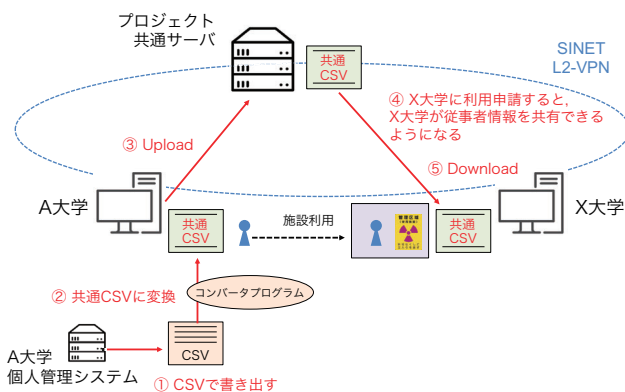 プロジェクト
共通サーバ
共通
CSV
SINET
L2-VPN
④ X大学に利用申請すると,
X大学が従事者情報を共有できる
ようになる
③ Upload
⑤ Download
A大学
X大学
共通
CSV
施設利用
管理区域
共通
CSV
② 共通CSVに変換
コンバータプログラム
A大学
個人管理システム
CSV
① CSVで書き出す